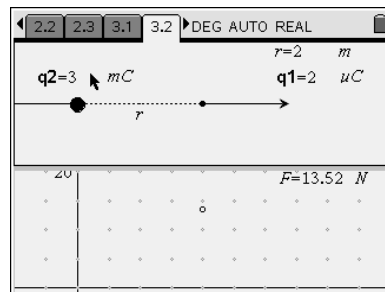 2.2 2.3 3.1 3.2 DEG AUTO REAL
r=2 m
q2=3 mC q1=2 uC
r
20 F=13.52 N